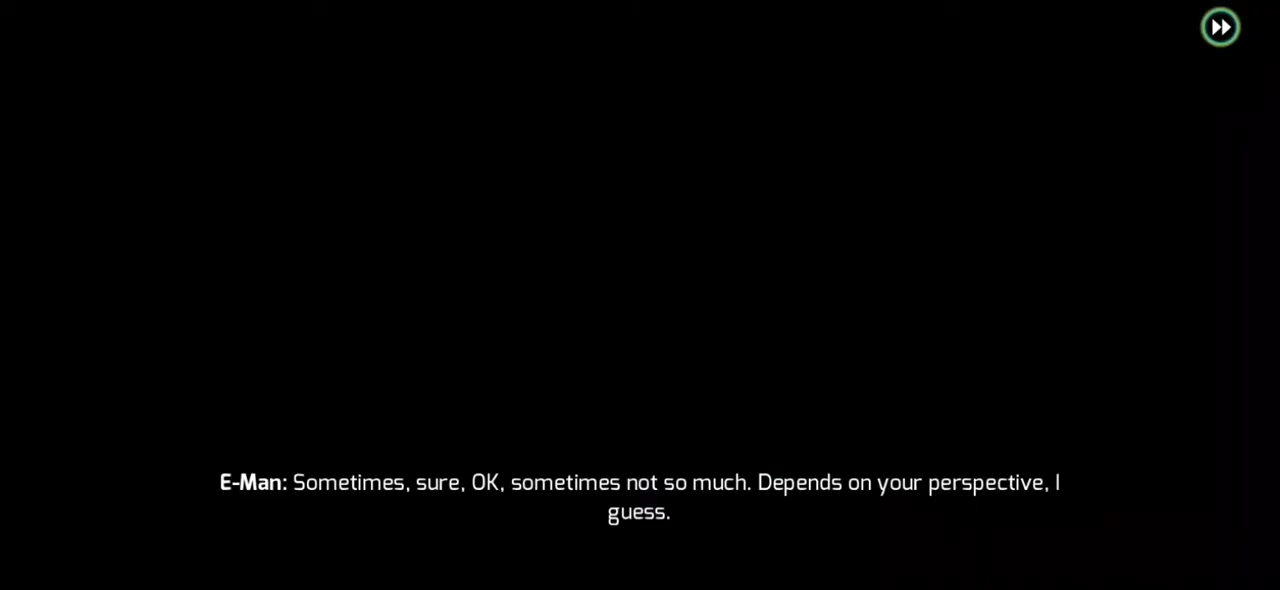 E-Man: Sometimes, sure, OK, sometimes not so much. Depends on your perspective, I
guess.